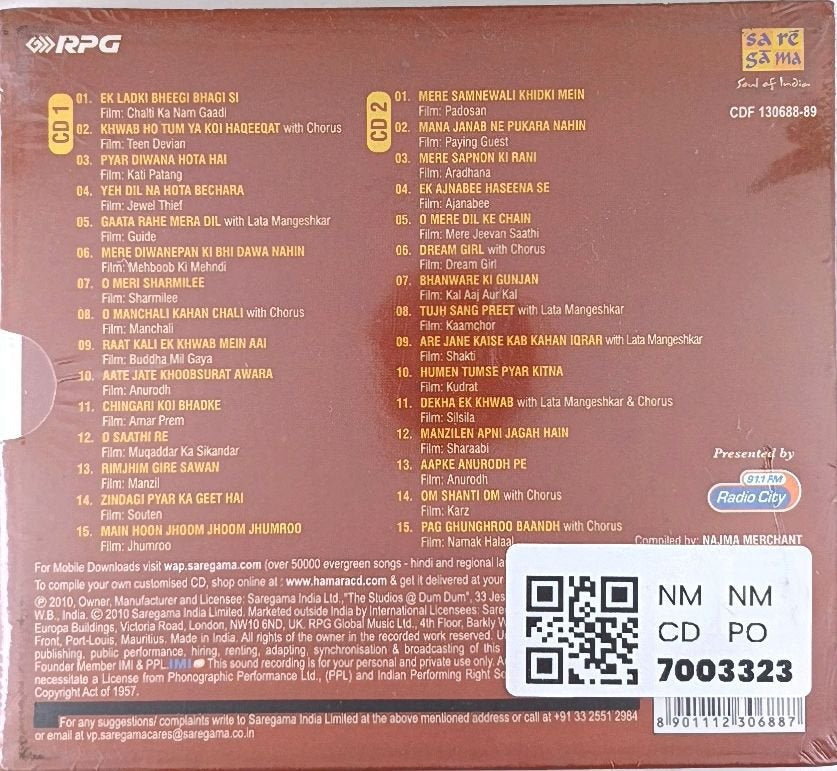 RPG
sa rē
gā ma
Soul of India
CDF 130688-89
CD 1
01. EK LADKI BHEEGI BHAGI SI
Film: Chalti Ka Nam Gaadi
02. KHWAB HO TUM YA KOI HAQEEQAT with Chorus
Film: Teen Devian
03. PYAR DIWANA HOTA HAI
Film: Kati Patang
04. YEH DIL NA HOTA BECHARA
Film: Jewel Thief
05. GAATA RAHE MERA DIL with Lata Mangeshkar
Film: Guide
06. MERE DIWANEPAN KI BHI DAWA NAHIN
Film: Mehboob Ki Mehndi
07. O MERI SHARMILEE
Film: Sharmilee
08. O MANCHALI KAHAN CHALI with Chorus
Film: Manchali
09. RAAT KALI EK KHWAB MEIN AAI
Film: Buddha Mil Gaya
10. AATE JATE KHOOBSURAT AWARA
Film: Anurodh
11. CHINGARI KOI BHADKE
Film: Amar Prem
12. O SAATHI RE
Film: Muqaddar Ka Sikandar
13. RIMJHIM GIRE SAWAN
Film: Manzil
14. ZINDAGI PYAR KA GEET HAI
Film: Souten
15. MAIN HOON JHOOM JHOOM JHUMROO
Film: Jhumroo
CD 2
01. MERE SAMNEWALI KHIDKI MEIN
Film: Padosan
02. MANA JANAB NE PUKARA NAHIN
Film: Paying Guest
03. MERE SAPNON KI RANI
Film: Aradhana
04. EK AJNABEE HASEENA SE
Film: Ajanabee
05. O MERE DIL KE CHAIN
Film: Mere Jeevan Saathi
06. DREAM GIRL with Chorus
Film: Dream Girl
07. BHANWARE KI GUNJAN
Film: Kal Aaj Aur Kal
08. TUJH SANG PREET with Lata Mangeshkar
Film: Kaamchor
09. ARE JANE KAISE KAB KAHAN IQRAR with Lata Mangeshkar
Film: Shakti
10. HUMEN TUMSE PYAR KITNA
Film: Kudrat
11. DEKHA EK KHWAB with Lata Mangeshkar & Chorus
Film: Silsila
12. MANZILEN APNI JAGAH HAIN
Film: Sharaabi
13. AAPKE ANURODH PE
Film: Anurodh
14. OM SHANTI OM with Chorus
Film: Karz
15. PAG GHUNGHROO BAANDH with Chorus
Film: Namak Halaal
Presented by
91.1 FM
Radio City
Compiled by: NAJMA MERCHANT
For Mobile Downloads visit wap.saregama.com (over 50000 evergreen songs - hindi and regional
To compile your own customised CD, shop online at : www.hamaracd.com & get it delivered at your
℗ 2010, Owner, Manufacturer and Licensee: Saregama India Ltd.,"The Studios @ Dum Dum", 33
W.B., India. © 2010 Saregama India Limited. Marketed outside India by International Licensees:
Europa Buildings, Victoria Road, London, NW10 6ND, UK. RPG Global Music Ltd., 4th Floor, Barkly
Front, Port-Louis, Mauritius. Made in India. All rights of the owner in the recorded work reserved.
publishing, public performance, hiring, renting, adapting, synchronisation & broadcasting of this
Founder Member IMI & PPL. IMI This sound recording is for your personal and private use only.
necessitate a License from Phonographic Performance Ltd., (PPL) and Indian Performing Right
Copyright Act of 1957.
For any suggestions/ complaints write to Saregama India Limited at the above mentioned address or call at +91 33 2551 2984
or email at vp.saregamacares@saregama.co.in
NM NM
CD PO
7003323
8 901112 306887